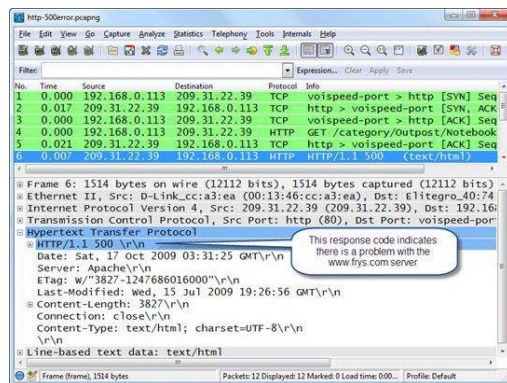 http-500error.pcapng
File Edit View Go Capture Analyze Statistics Telephony Tools Internals Help
Filter: Expression... Clear Apply Save
No. Time Source Destination Protocol Info
1 0.000 192.168.0.113 209.31.22.39 TCP voispeed-port > http [SYN] Seq
2 0.017 209.31.22.39 192.168.0.113 TCP http > voispeed-port [SYN, ACK
3 0.000 192.168.0.113 209.31.22.39 TCP voispeed-port > http [ACK] Seq
4 0.000 192.168.0.113 209.31.22.39 HTTP GET /category/Outpost/Notebook
5 0.021 209.31.22.39 192.168.0.113 TCP http > voispeed-port [ACK] Seq
6 0.007 209.31.22.39 192.168.0.113 HTTP HTTP/1.1 500 (text/html)
Frame 6: 1514 bytes on wire (12112 bits), 1514 bytes captured (12112 bits)
Ethernet II, Src: D-Link_cc:a3:ea (00:13:46:cc:a3:ea), Dst: Elitegro_40:74
Internet Protocol Version 4, Src: 209.31.22.39 (209.31.22.39), Dst: 192.16
Transmission Control Protocol, Src Port: http (80), Dst Port: voispeed-por
Hypertext Transfer Protocol
HTTP/1.1 500 \r\n
This response code indicates
there is a problem with the
www.frys.com server
Date: Sat, 17 Oct 2009 03:31:25 GMT\r\n
Server: Apache\r\n
ETag: W/"3827-1247686016000"\r\n
Last-Modified: Wed, 15 Jul 2009 19:26:56 GMT\r\n
Content-Length: 3827\r\n
Connection: close\r\n
Content-Type: text/html; charset=UTF-8\r\n
\r\n
Line-based text data: text/html
Frame (frame), 1514 bytes Packets: 12 Displayed: 12 Marked: 0 Load time: 0:00... Profile: Default